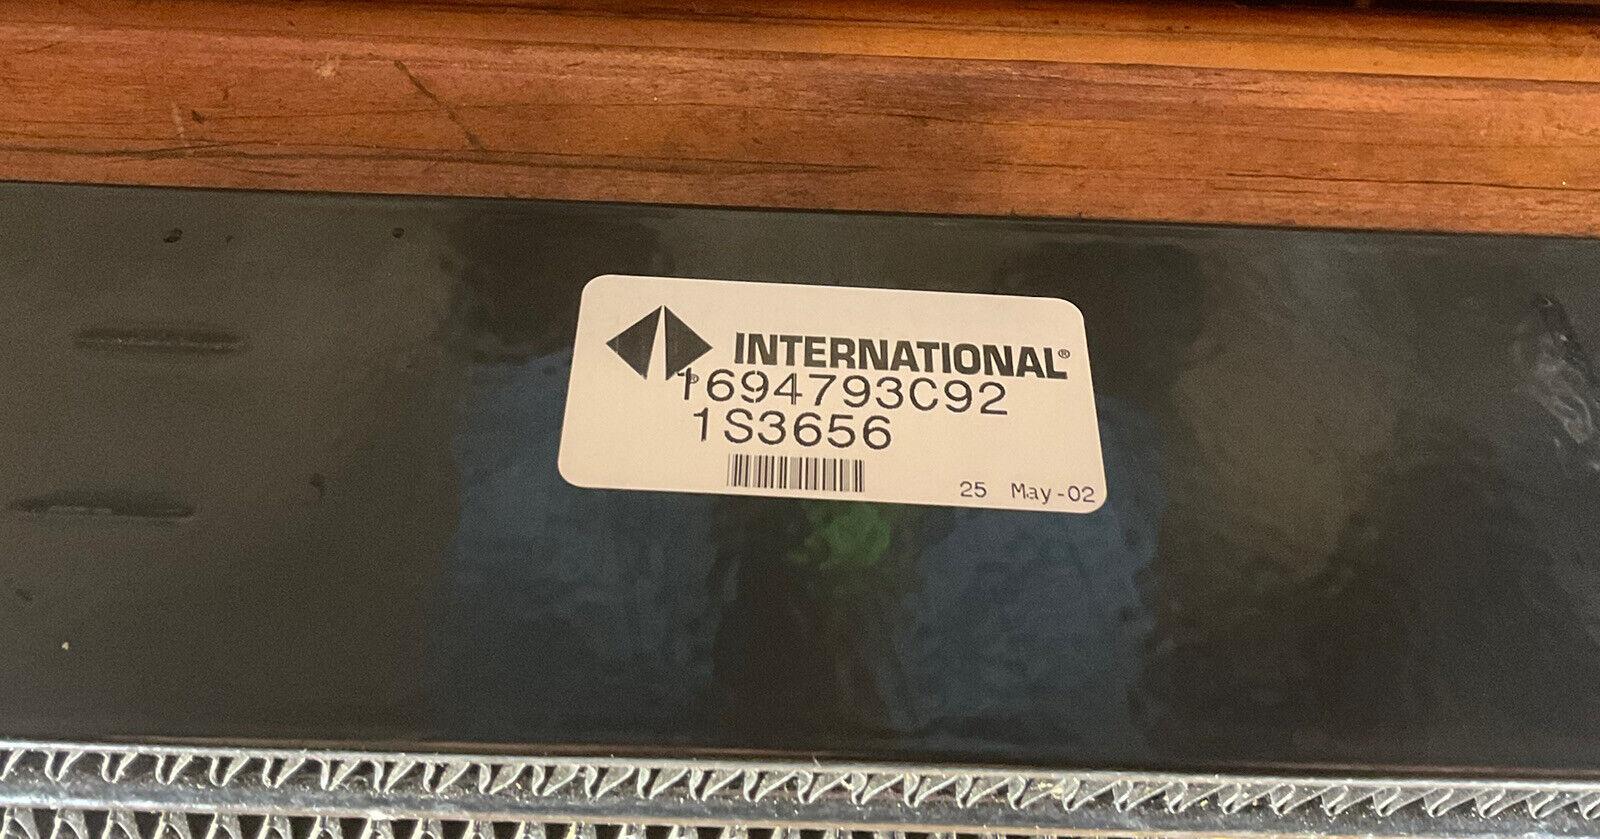 INTERNATIONAL®
®
1694793C92
1S3656
25 May-02